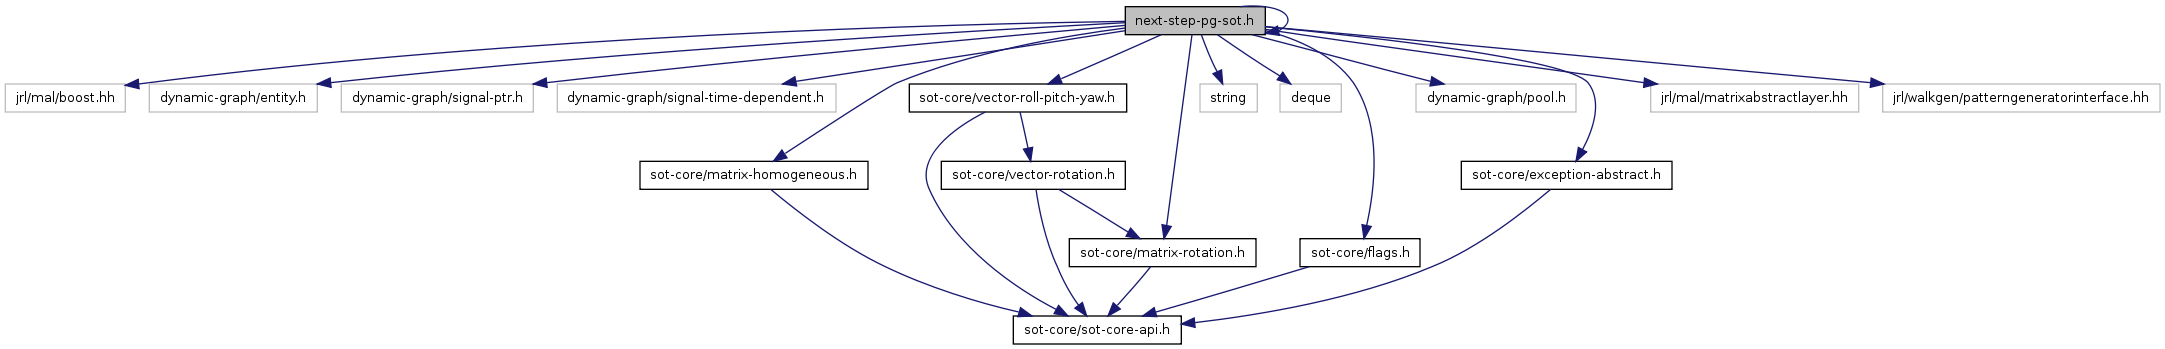 next-step-pg-sot.h
jrl/mal/boost.hh
dynamic-graph/entity.h
dynamic-graph/signal-ptr.h
dynamic-graph/signal-time-dependent.h
sot-core/vector-roll-pitch-yaw.h
string
deque
dynamic-graph/pool.h
jrl/mal/matrixabstractlayer.hh
jrl/walkgen/patterngeneratorinterface.hh
sot-core/matrix-homogeneous.h
sot-core/vector-rotation.h
sot-core/exception-abstract.h
sot-core/matrix-rotation.h
sot-core/flags.h
sot-core/sot-core-api.h